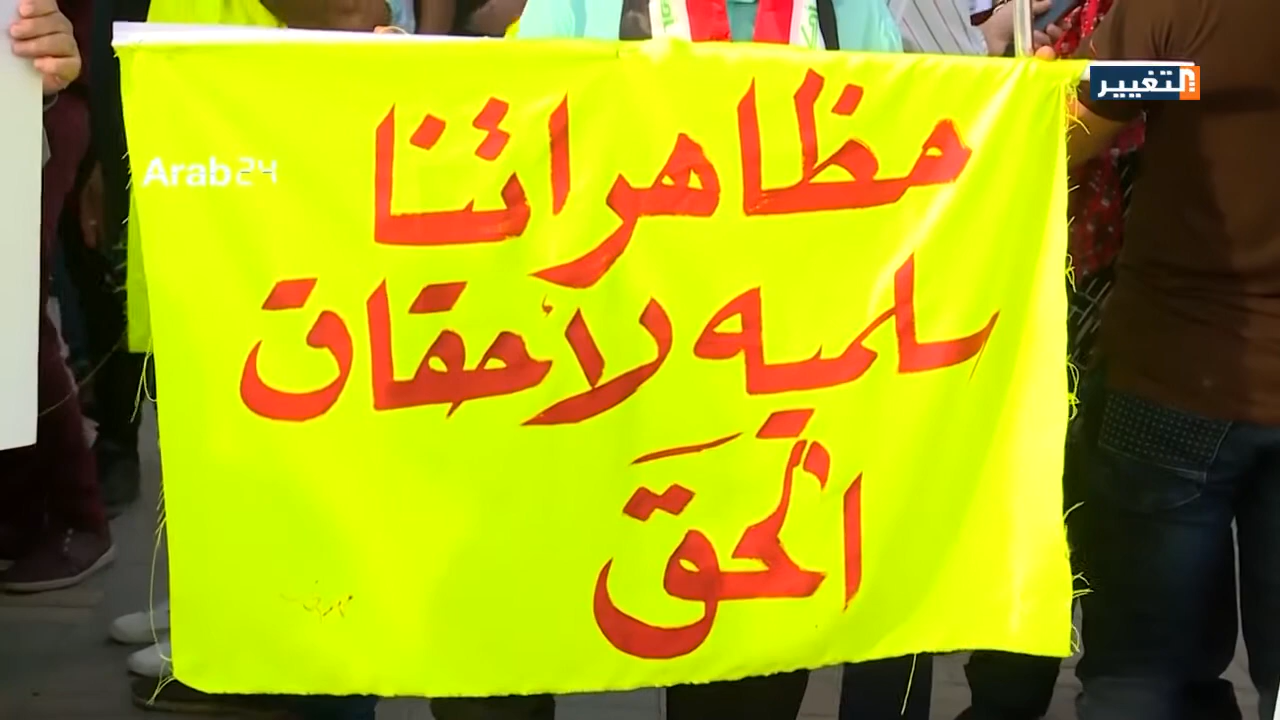 التغيير
Arab24
مظاهراتنا
سلميه لاحقاق
الحق